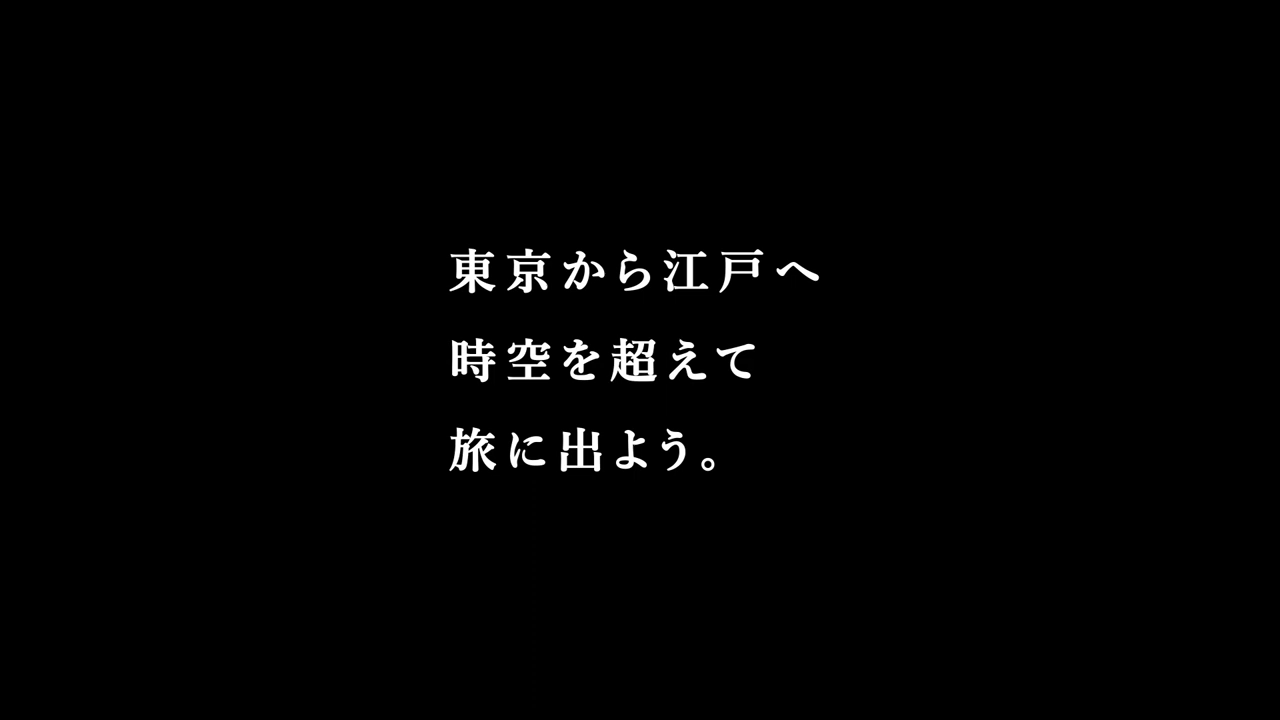 東京から江戸へ
時空を超えて
旅に出よう。